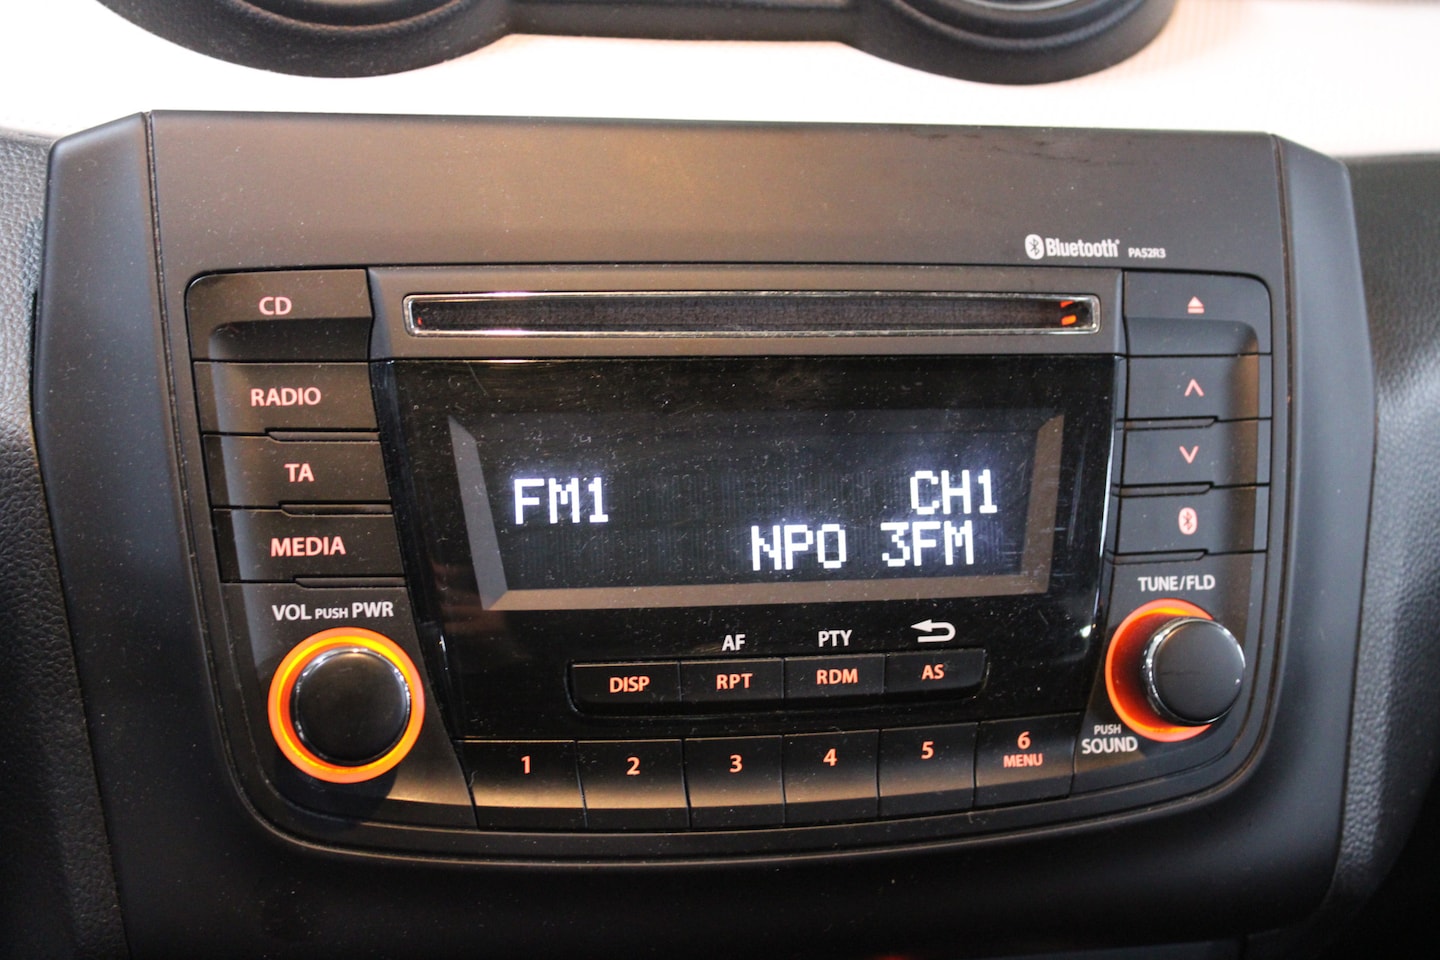 Bluetooth® PA52R3
CD
RADIO
TA
MEDIA
VOL PUSH PWR
FM1 CH1
NPO 3FM
TUNE/FLD
AF PTY
DISP RPT RDM AS
PUSH
SOUND
1 2 3 4 5 6
MENU